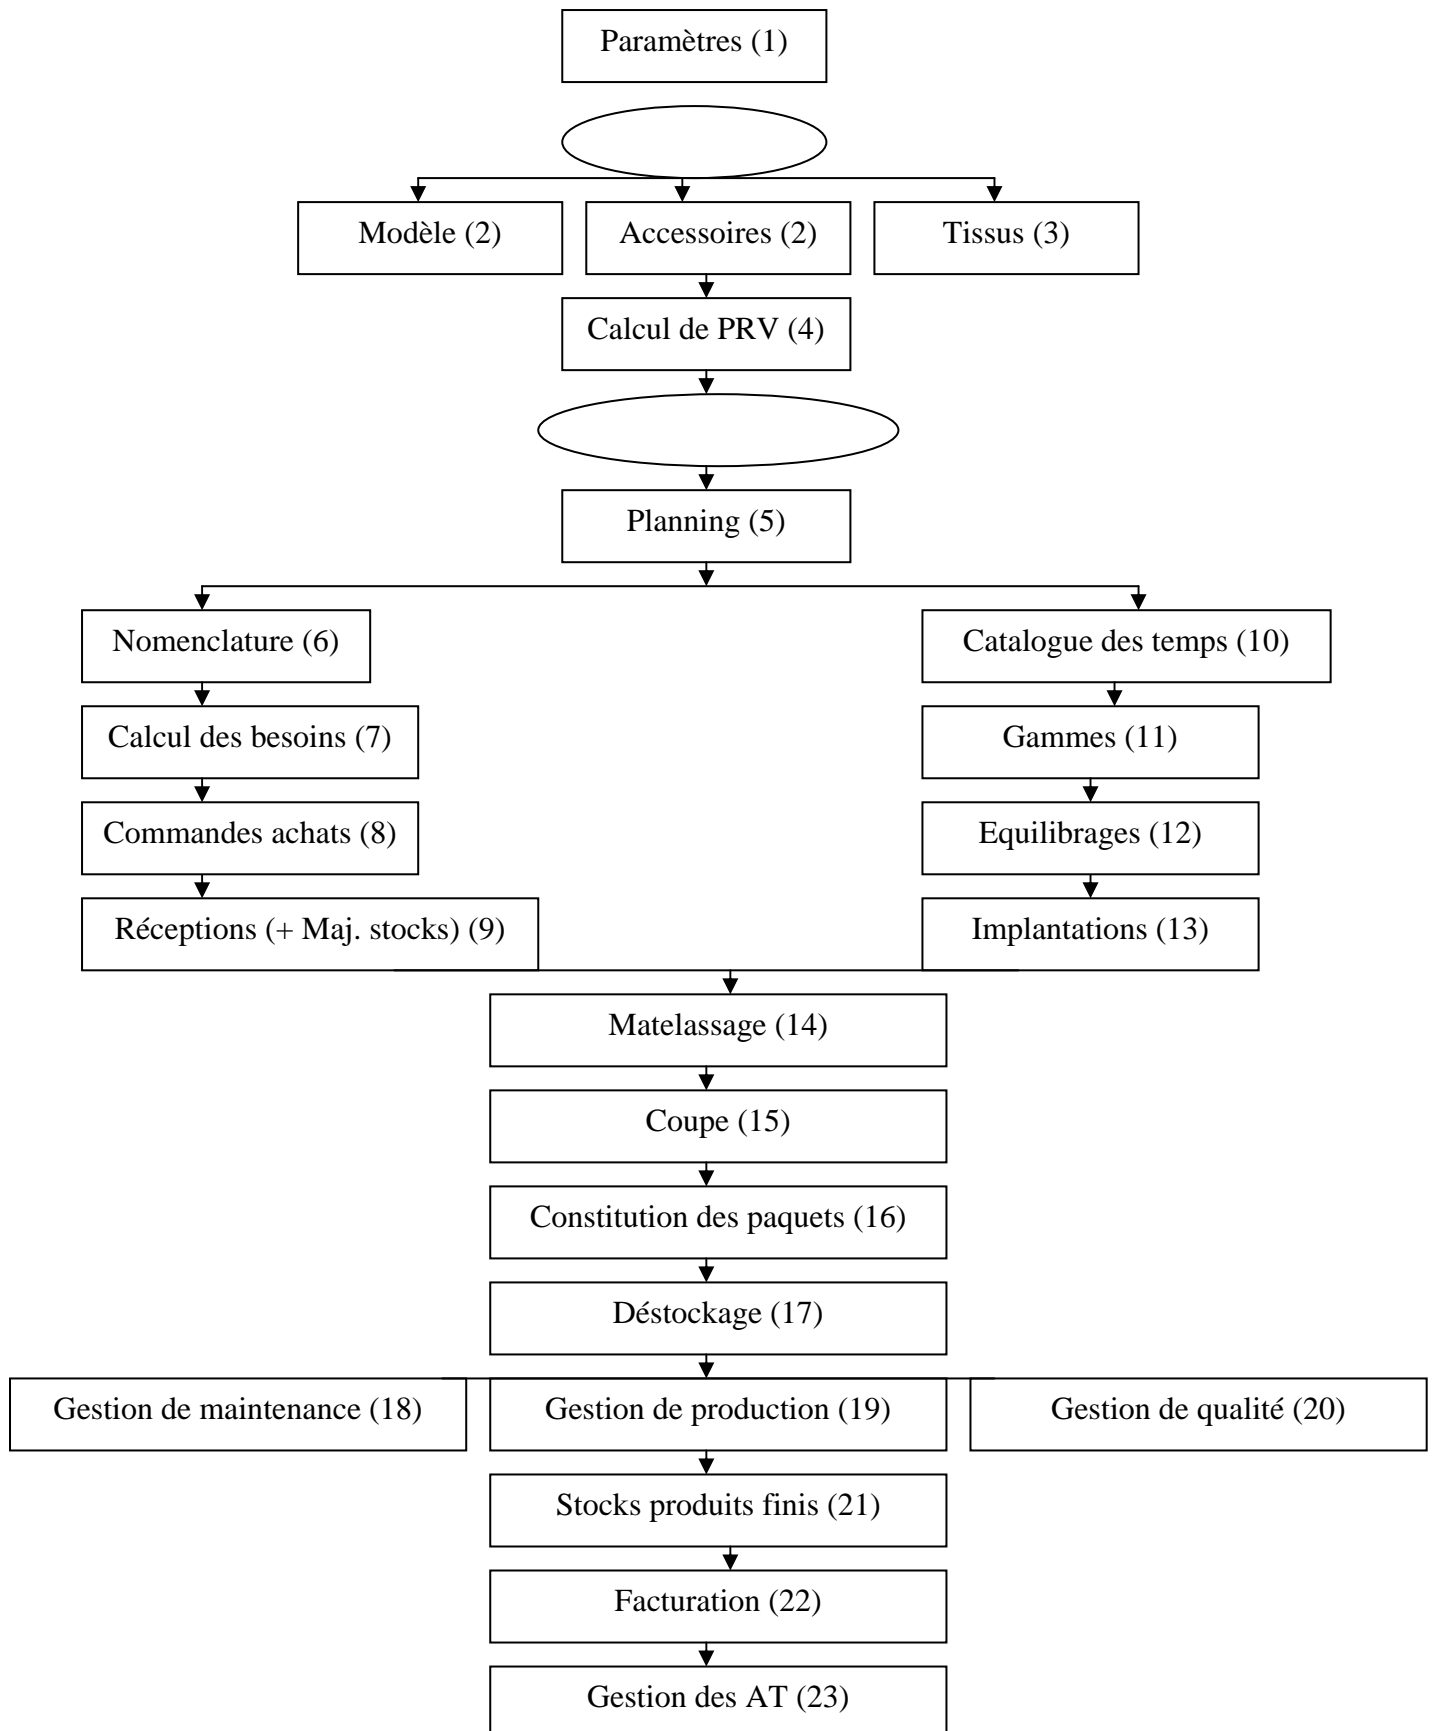 Paramètres (1)
Modèle (2)
Accessoires (2)
Tissus (3)
Calcul de PRV (4)
Planning (5)
Nomenclature (6)
Catalogue des temps (10)
Calcul des besoins (7)
Gammes (11)
Commandes achats (8)
Equilibrages (12)
Réceptions (+ Maj. stocks) (9)
Implantations (13)
Matelassage (14)
Coupe (15)
Constitution des paquets (16)
Déstockage (17)
Gestion de maintenance (18)
Gestion de production (19)
Gestion de qualité (20)
Stocks produits finis (21)
Facturation (22)
Gestion des AT (23)